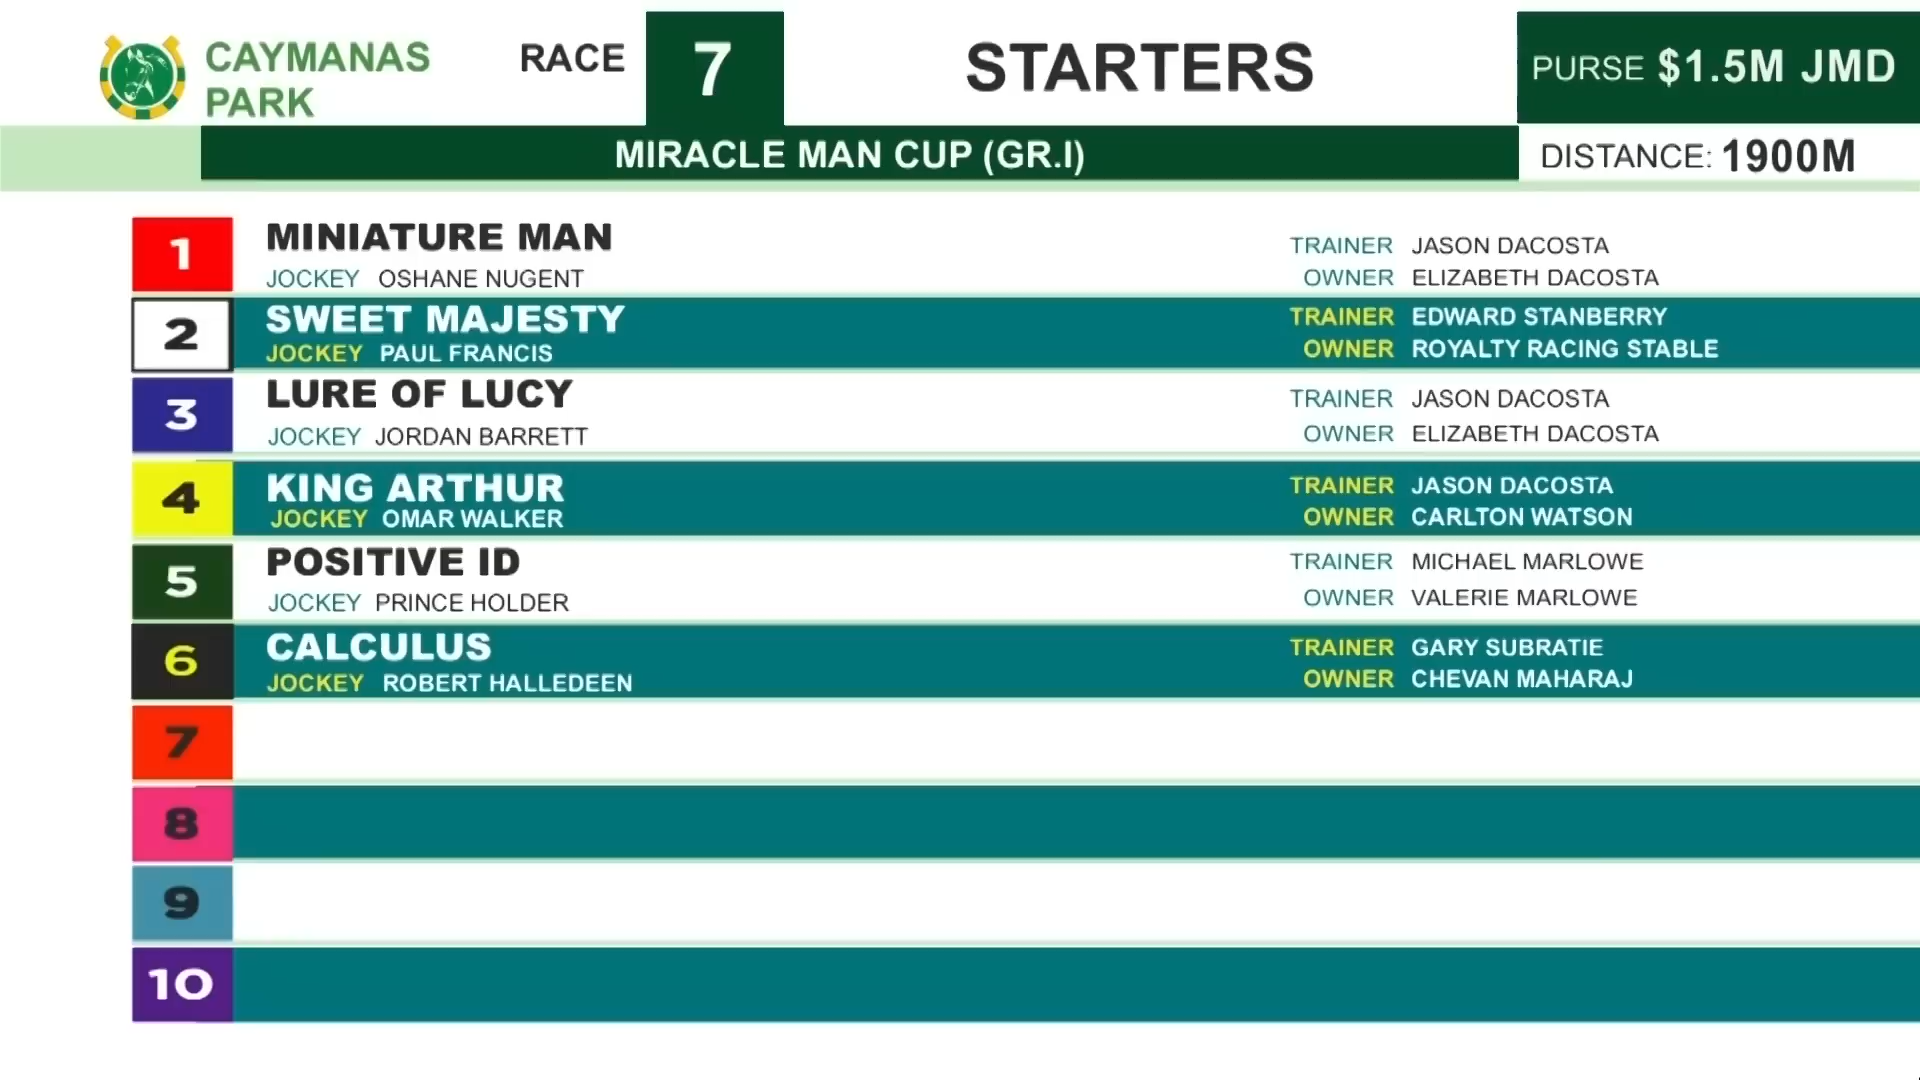 CAYMANAS
PARK
RACE 7 STARTERS PURSE $1.5M JMD
MIRACLE MAN CUP (GR.I) DISTANCE: 1900M
1 MINIATURE MAN TRAINER JASON DACOSTA
JOCKEY OSHANE NUGENT OWNER ELIZABETH DACOSTA
2 SWEET MAJESTY TRAINER EDWARD STANBERRY
JOCKEY PAUL FRANCIS OWNER ROYALTY RACING STABLE
3 LURE OF LUCY TRAINER JASON DACOSTA
JOCKEY JORDAN BARRETT OWNER ELIZABETH DACOSTA
4 KING ARTHUR TRAINER JASON DACOSTA
JOCKEY OMAR WALKER OWNER CARLTON WATSON
5 POSITIVE ID TRAINER MICHAEL MARLOWE
JOCKEY PRINCE HOLDER OWNER VALERIE MARLOWE
6 CALCULUS TRAINER GARY SUBRATIE
JOCKEY ROBERT HALLEDEEN OWNER CHEVAN MAHARAJ
7
8
9
10